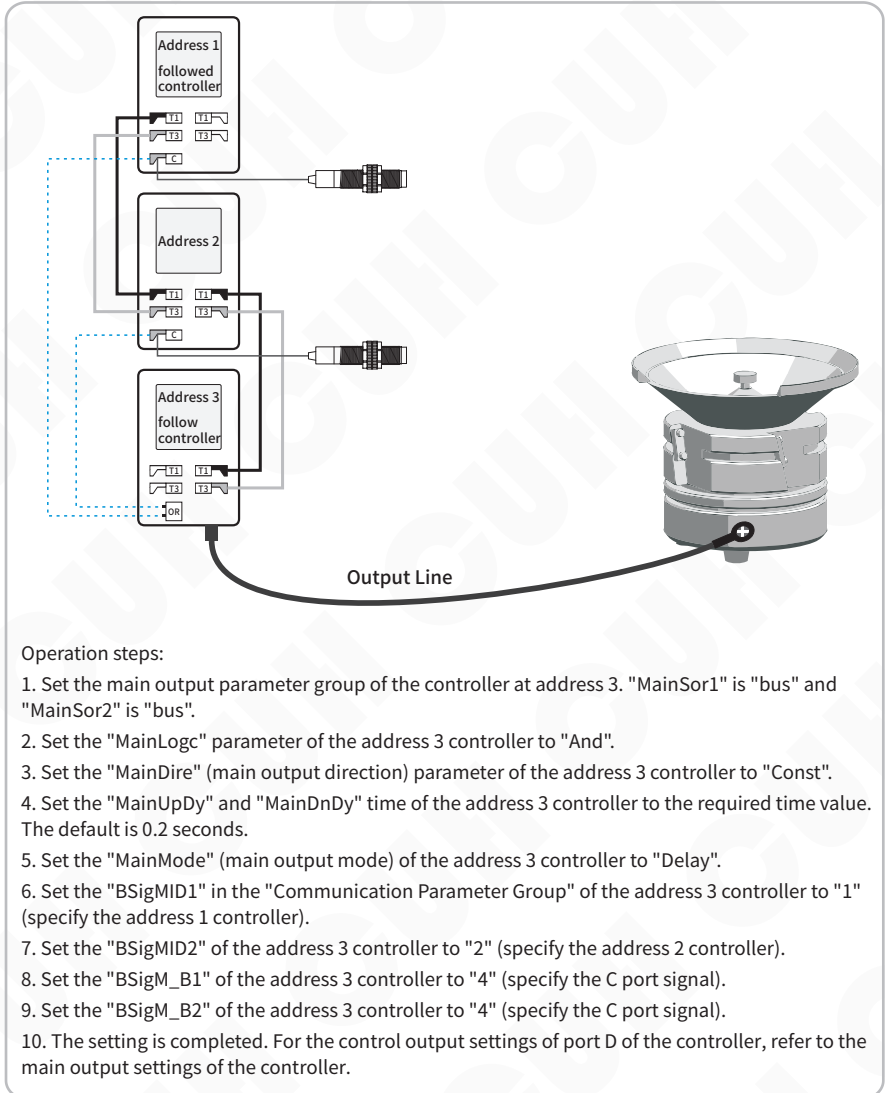 Address 1
followed
controller
T1 T1
T3 T3
C
Address 2
T1 T1
T3 T3
C
Address 3
follow
controller
T1 T1
T3 T3
OR
Output Line
Operation steps:
1. Set the main output parameter group of the controller at address 3. "MainSor1" is "bus" and
"MainSor2" is "bus".
2. Set the "MainLogc" parameter of the address 3 controller to "And".
3. Set the "MainDire" (main output direction) parameter of the address 3 controller to "Const".
4. Set the "MainUpDy" and "MainDnDy" time of the address 3 controller to the required time value.
The default is 0.2 seconds.
5. Set the "MainMode" (main output mode) of the address 3 controller to "Delay".
6. Set the "BSigMID1" in the "Communication Parameter Group" of the address 3 controller to "1"
(specify the address 1 controller).
7. Set the "BSigMID2" of the address 3 controller to "2" (specify the address 2 controller).
8. Set the "BSigM_B1" of the address 3 controller to "4" (specify the C port signal).
9. Set the "BSigM_B2" of the address 3 controller to "4" (specify the C port signal).
10. The setting is completed. For the control output settings of port D of the controller, refer to the
main output settings of the controller.
CUH